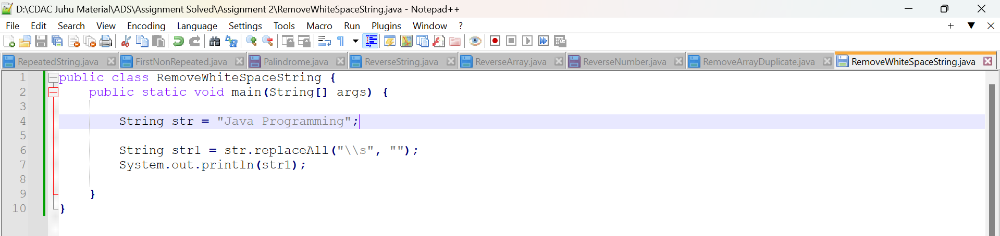 D:\CDAC Juhu Material\ADS\Assignment Solved\Assignment 2\RemoveWhiteSpaceString.java - Notepad++
File Edit Search View Encoding Language Settings Tools Macro Run Plugins Window ?
RepeatedString.java FirstNonRepeated.java Palindrome.java ReverseString.java ReverseArray.java ReverseNumber.java RemoveArrayDuplicate.java RemoveWhiteSpaceString.java
1 public class RemoveWhiteSpaceString {
2 public static void main(String[] args) {
3
4 String str = "Java Programming";
5
6 String str1 = str.replaceAll("\\s", "");
7 System.out.println(str1);
8
9 }
10 }